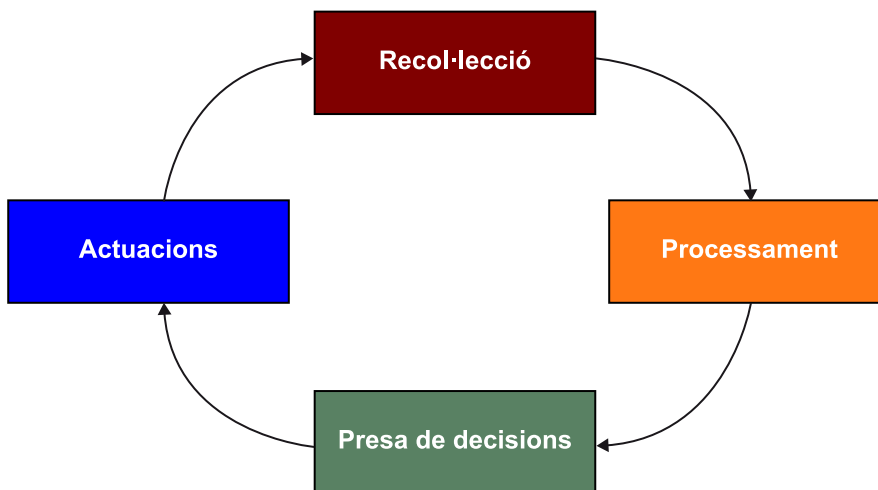 Recol·lecció
Actuacions
Processament
Presa de decisions